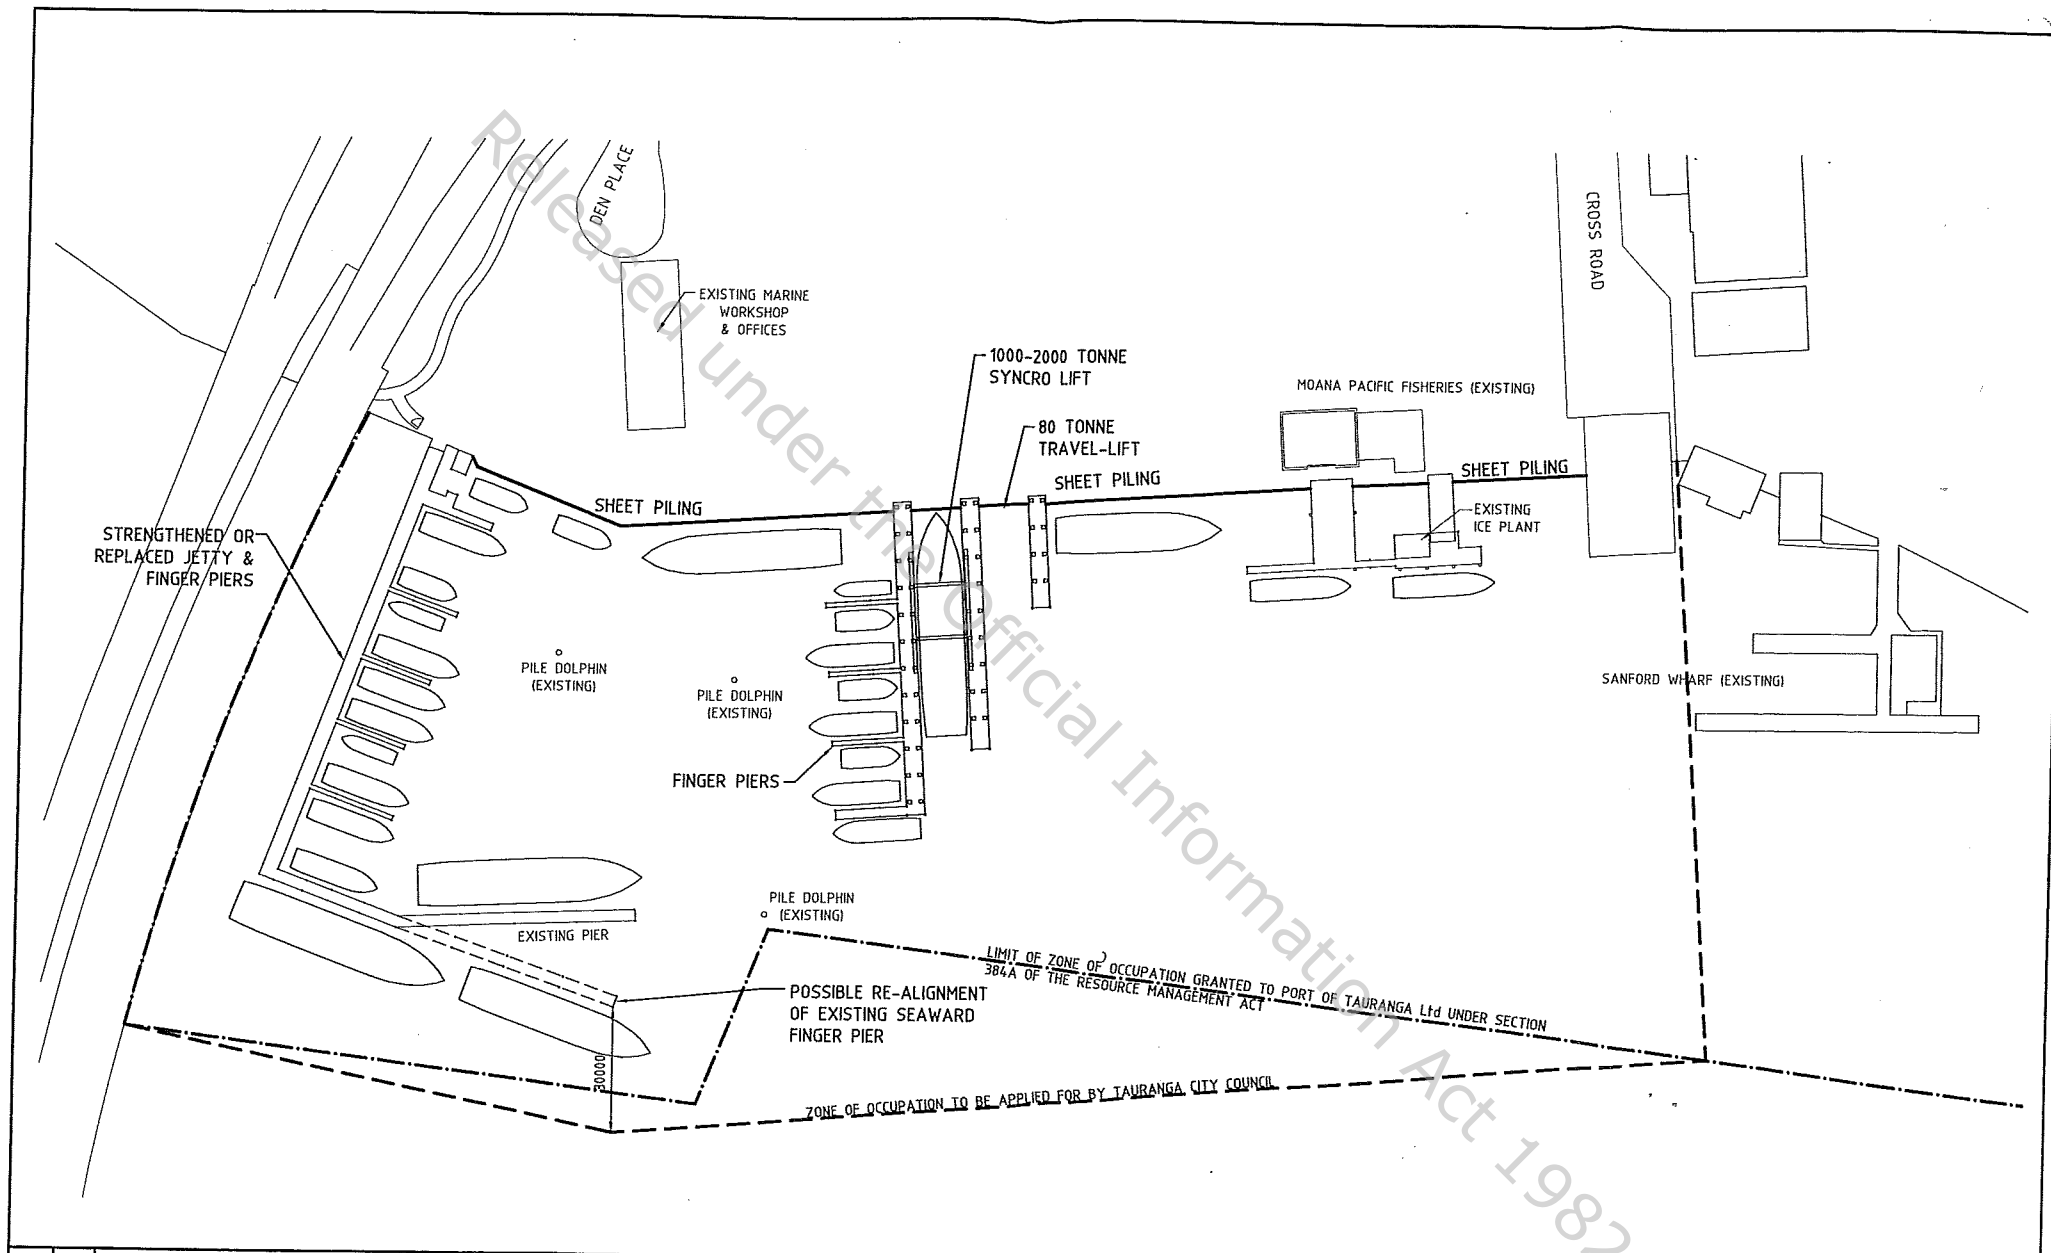 DEN PLACE
EXISTING MARINE
WORKSHOP
& OFFICES
CROSS ROAD
1000-2000 TONNE
SYNCRO LIFT
MOANA PACIFIC FISHERIES (EXISTING)
80 TONNE
TRAVEL-LIFT
SHEET PILING
SHEET PILING
SHEET PILING
EXISTING
ICE PLANT
STRENGTHENED OR
REPLACED JETTY &
FINGER PIERS
PILE DOLPHIN
(EXISTING)
PILE DOLPHIN
(EXISTING)
SANFORD WHARF (EXISTING)
FINGER PIERS
PILE DOLPHIN
(EXISTING)
EXISTING PIER
LIMIT OF ZONE OF OCCUPATION GRANTED TO PORT OF TAURANGA Ltd UNDER SECTION
384A OF THE RESOURCE MANAGEMENT ACT
POSSIBLE RE-ALIGNMENT
OF EXISTING SEAWARD
FINGER PIER
30000
ZONE OF OCCUPATION TO BE APPLIED FOR BY TAURANGA CITY COUNCIL
Released under the Official Information Act 1982